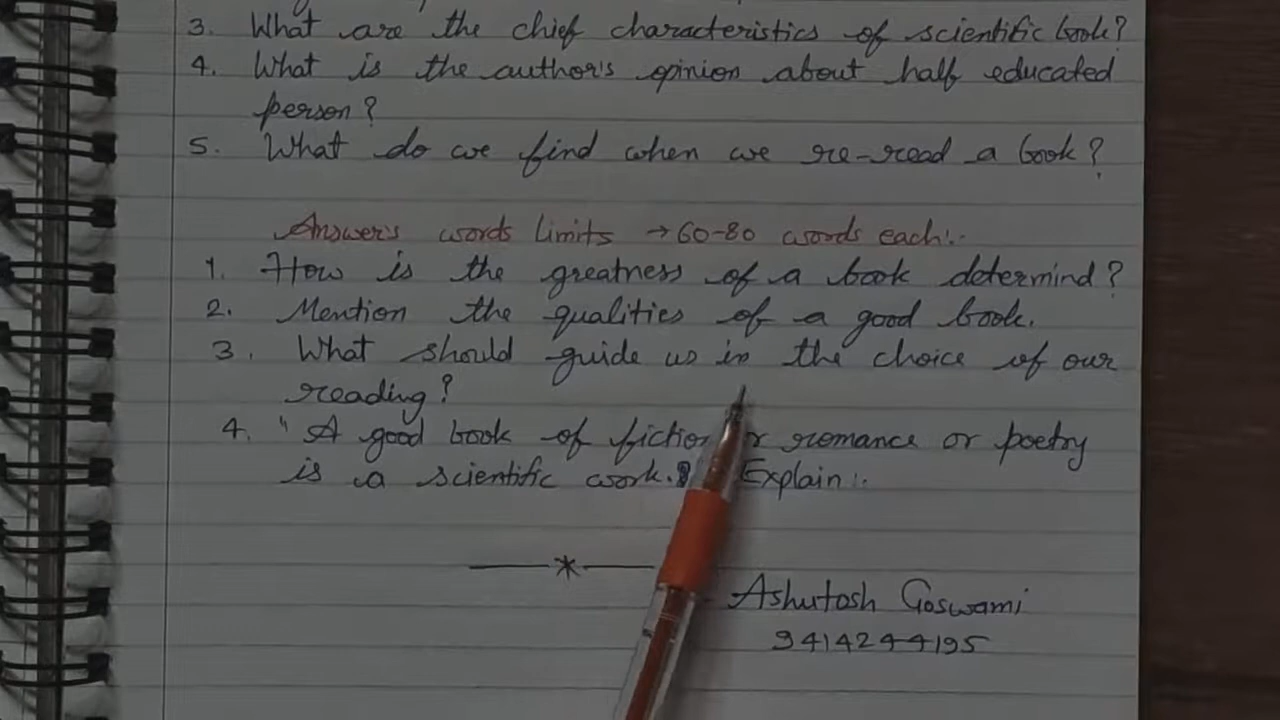 3. What are the chief characteristics of scientific book?
4. What is the author's opinion about half educated
person?
5. What do we find when we re-read a book?
Answer's words limits → 60-80 words each:-
1. How is the greatness of a book determind?
2. Mention the qualities of a good book.
3. What should guide us in the choice of our
reading?
4. "A good book of fiction or romance or poetry
is a scientific work." Explain:-
Ashutosh Goswami
9414244195